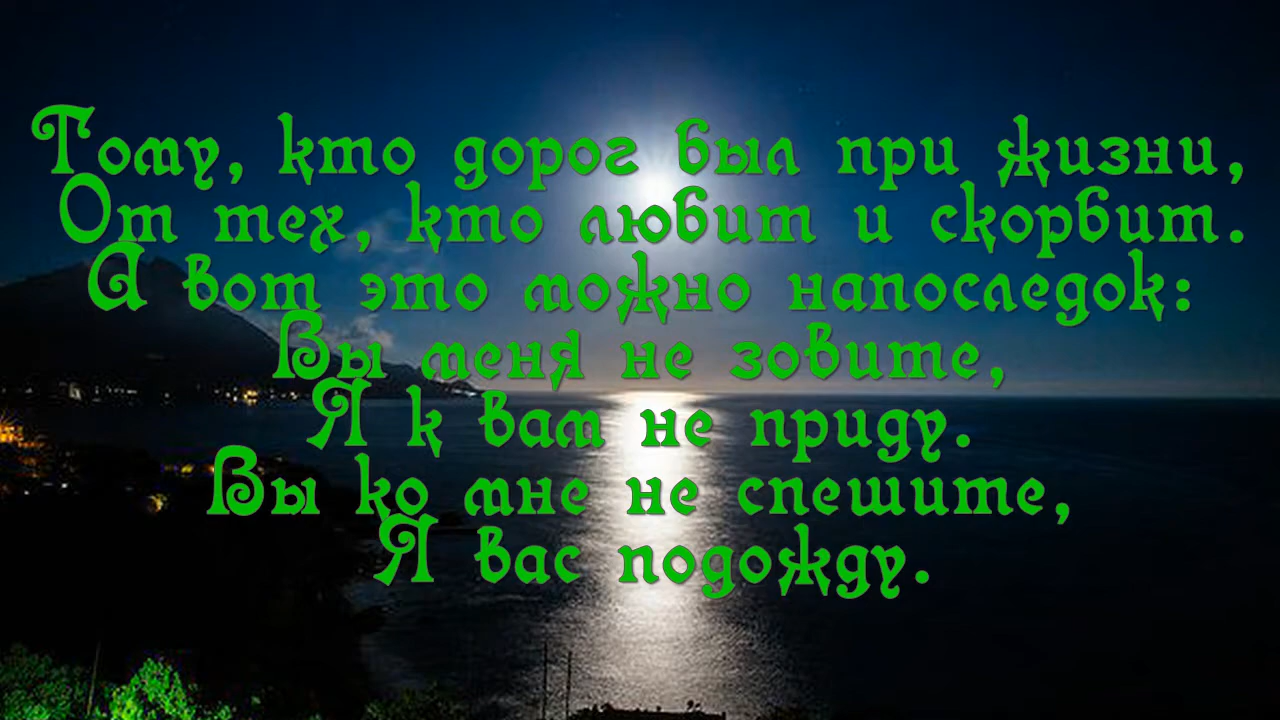 Тому, кто дорог был при жизни,
От тех, кто любит и скорбит.
А вот это можно напоследок:
Вы меня не зовите,
Я к вам не приду.
Вы ко мне не спешите,
Я вас подожду.